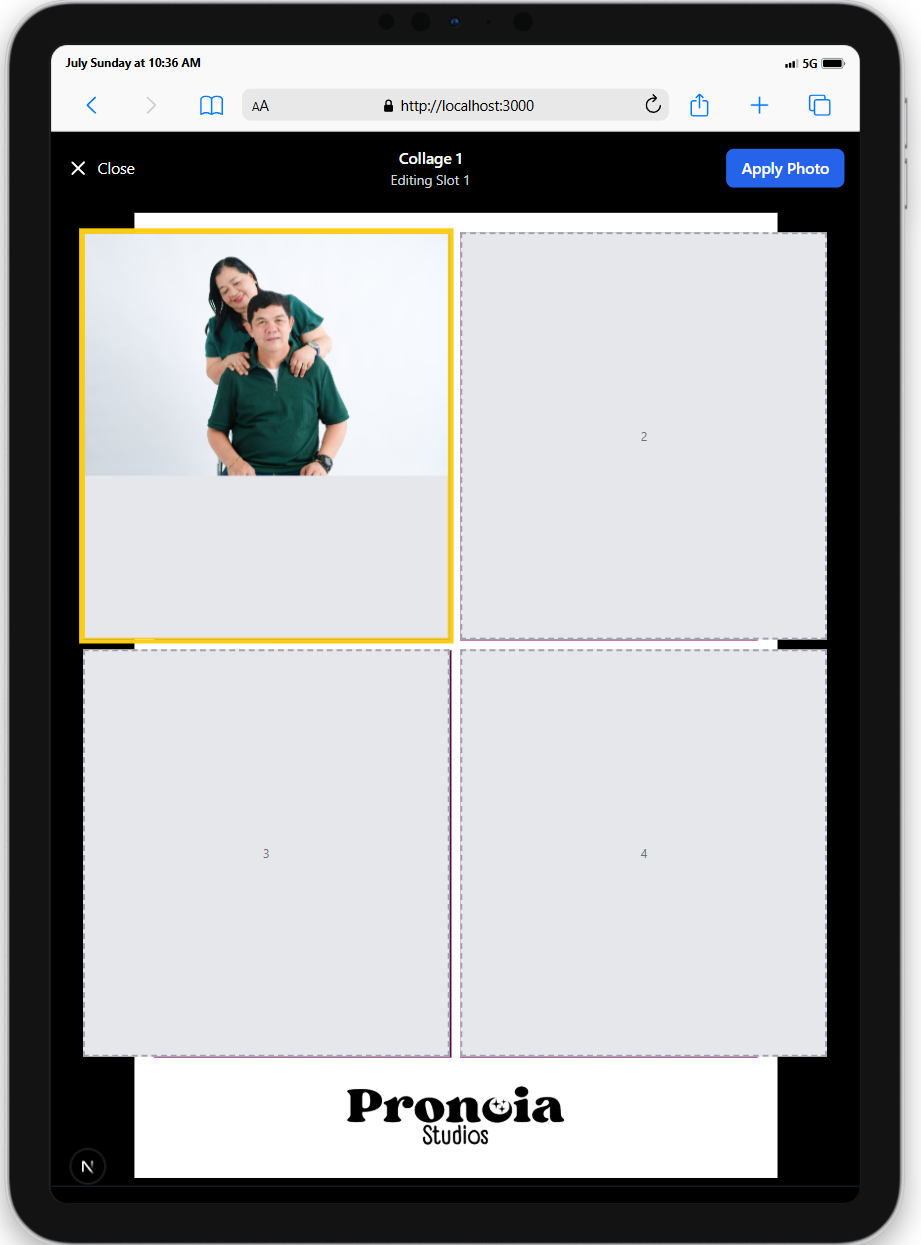 July Sunday at 10:36 AM
5G
AA
http://localhost:3000
Close
Collage 1
Editing Slot 1
Apply Photo
2
3
4
Pronoia
Studios
N